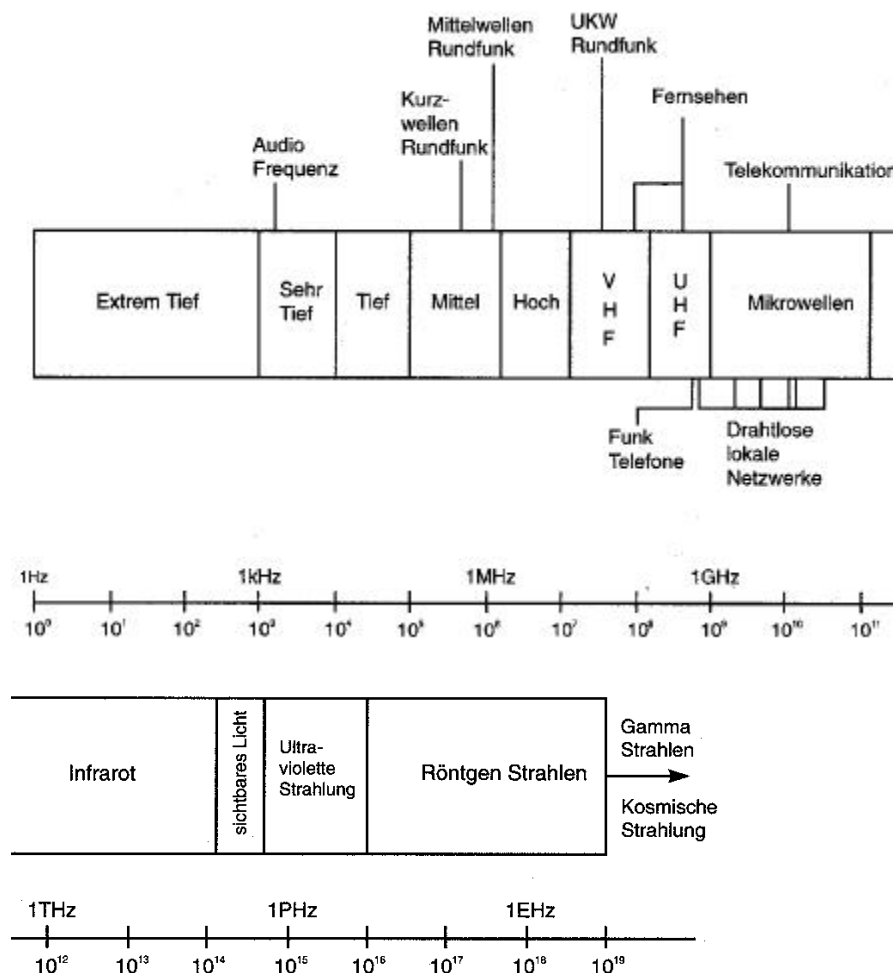 Mittelwellen
Rundfunk
UKW
Rundfunk
Kurz-
wellen
Rundfunk
Fernsehen
Audio
Frequenz
Telekommunikation
Extrem Tief
Sehr
Tief
Tief
Mittel
Hoch
V
H
F
U
H
F
Mikrowellen
Funk
Telefone
Drahtlose
lokale
Netzwerke
1Hz 1kHz 1MHz 1GHz
10⁰ 10¹ 10² 10³ 10⁴ 10⁵ 10⁶ 10⁷ 10⁸ 10⁹ 10¹⁰ 10¹¹
Infrarot
sichtbares Licht
Ultra-
violette
Strahlung
Röntgen Strahlen
Gamma
Strahlen
Kosmische
Strahlung
1THz 1PHz 1EHz
10¹² 10¹³ 10¹⁴ 10¹⁵ 10¹⁶ 10¹⁷ 10¹⁸ 10¹⁹